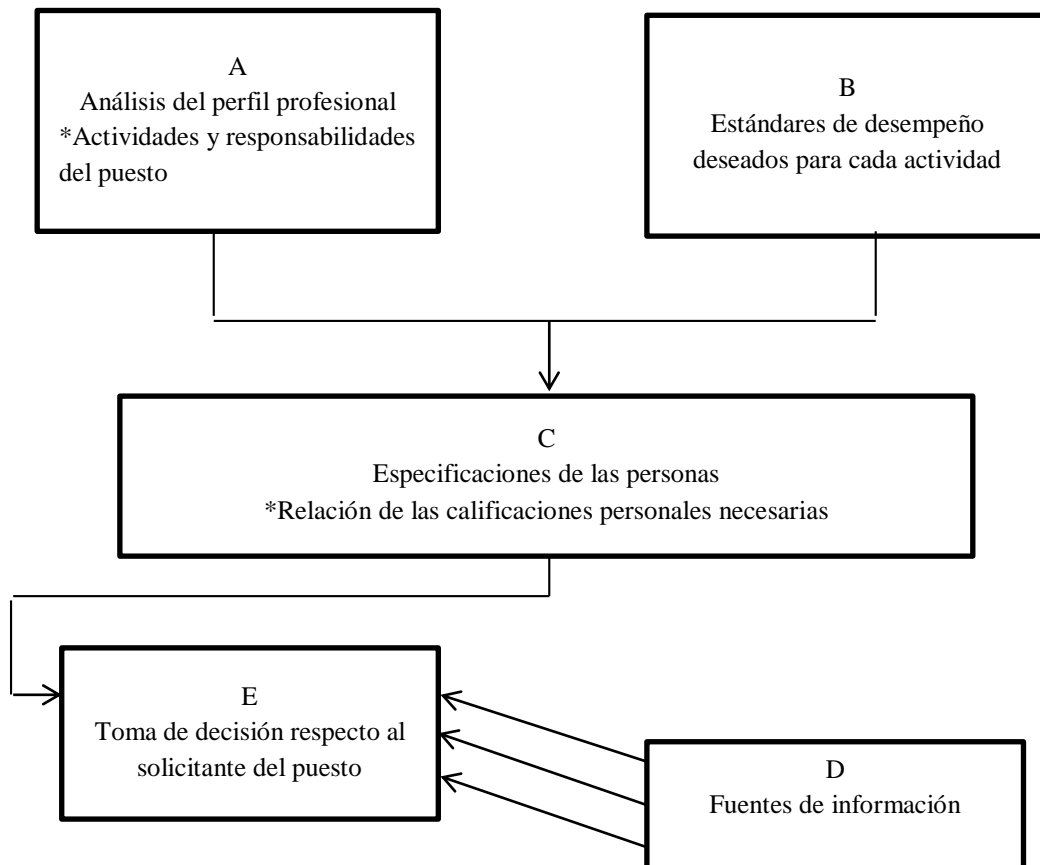 A
Análisis del perfil profesional
*Actividades y responsabilidades
del puesto
B
Estándares de desempeño
deseados para cada actividad
C
Especificaciones de las personas
*Relación de las calificaciones personales necesarias
E
Toma de decisión respecto al
solicitante del puesto
D
Fuentes de información